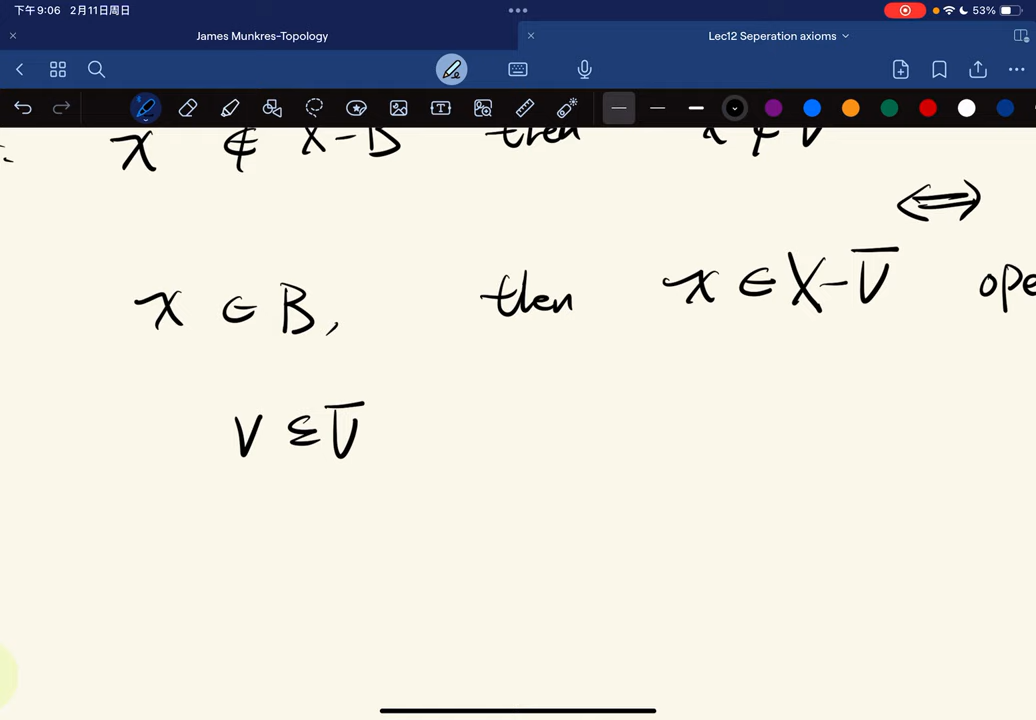 下午9:06 2月11日周日
53%
James Munkres-Topology
Lec12 Seperation axioms
x ∉ X-B then x ∉ V
⟺
x ∈ B, then x ∈ X-V̅ ope
V ⊆ V̅